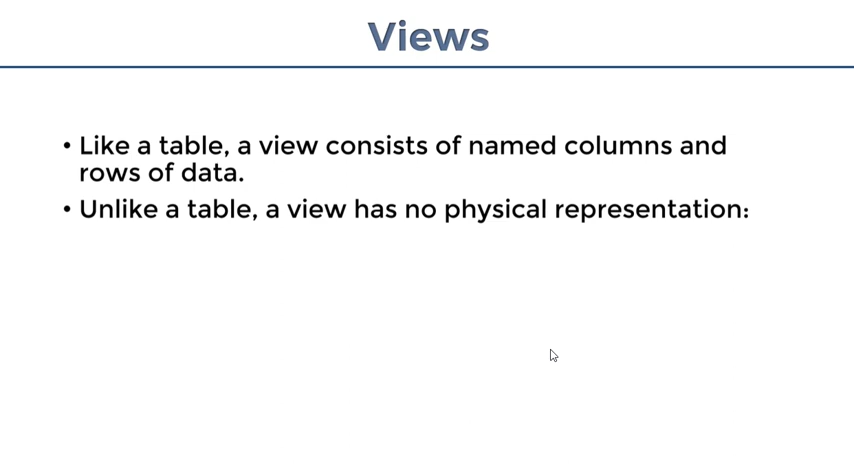 Views
• Like a table, a view consists of named columns and
rows of data.
• Unlike a table, a view has no physical representation: